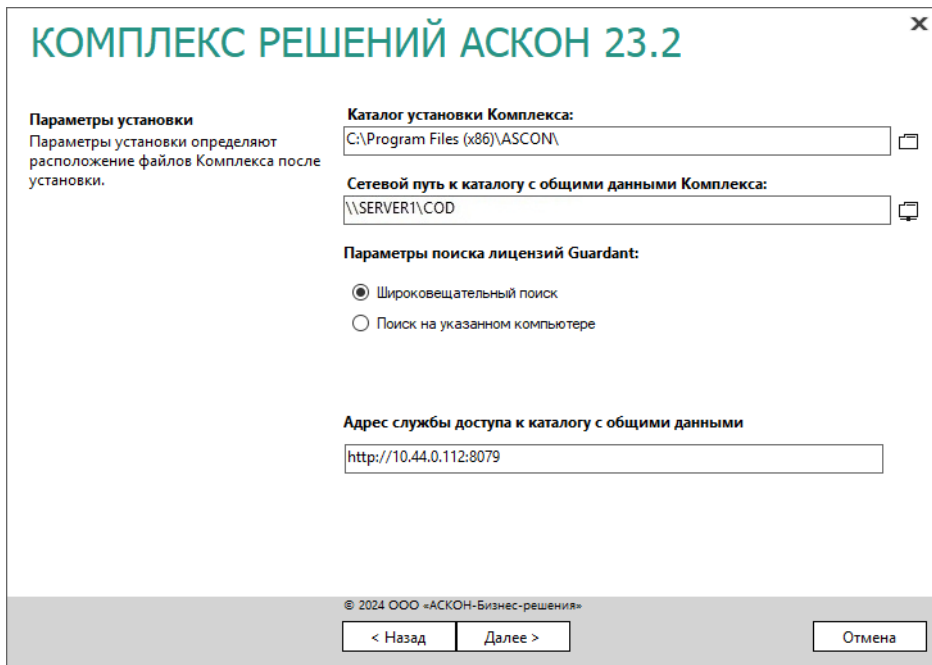 КОМПЛЕКС РЕШЕНИЙ АСКОН 23.2
Параметры установки
Параметры установки определяют
расположение файлов Комплекса после
установки.
Каталог установки Комплекса:
C:\Program Files (x86)\ASCON\
Сетевой путь к каталогу с общими данными Комплекса:
\\SERVER1\COD
Параметры поиска лицензий Guardant:
Широковещательный поиск
Поиск на указанном компьютере
Адрес службы доступа к каталогу с общими данными
http://10.44.0.112:8079
© 2024 ООО «АСКОН-Бизнес-решения»
< Назад
Далее >
Отмена